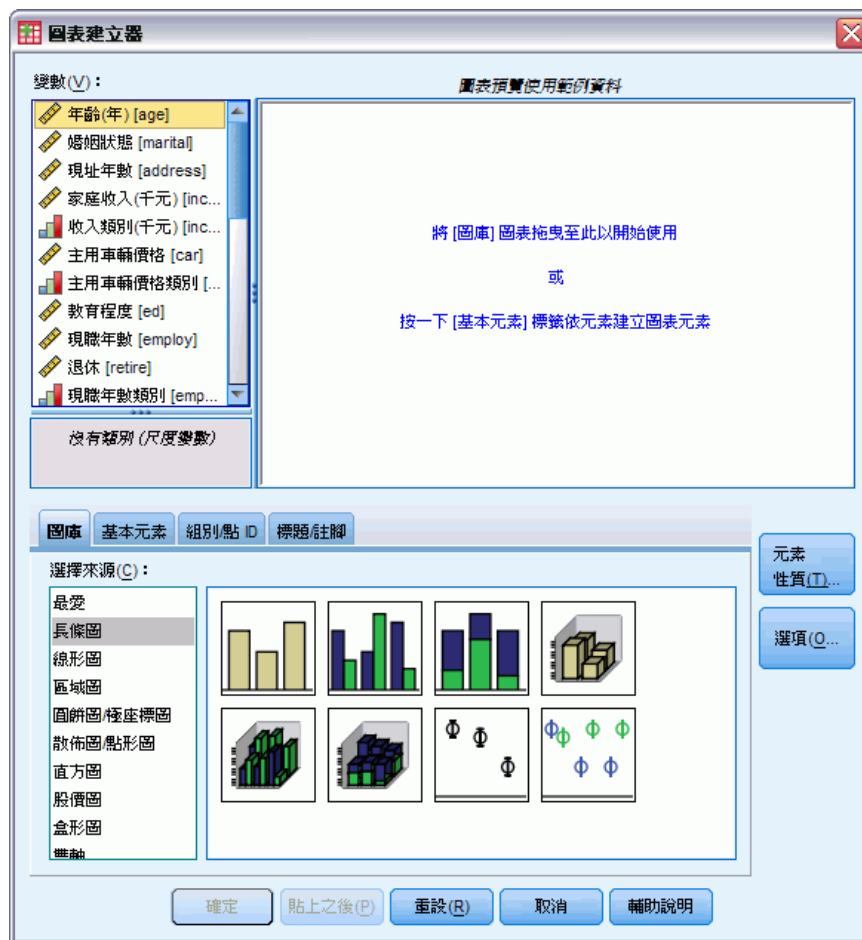 圖表建立器
變數(V):
年齡(年) [age]
婚姻狀態 [marital]
現址年數 [address]
家庭收入(千元) [inc...
收入類別(千元) [inc...
主用車輛價格 [car]
主用車輛價格類別 [...
教育程度 [ed]
現職年數 [employ]
退休 [retire]
現職年數類別 [emp...
沒有類別 (尺度變數)
圖表預覽使用範例資料
將 [圖庫] 圖表拖曳至此以開始使用
或
按一下 [基本元素] 標籤依元素建立圖表元素
圖庫
基本元素
組別/點 ID
標題/註腳
選擇來源(C):
最愛
長條圖
線形圖
區域圖
圓餅圖/極座標圖
散佈圖/點形圖
直方圖
股價圖
盒形圖
雙軸
元素
性質(T)...
選項(O...
確定
貼上之後(P)
重設(R)
取消
輔助說明